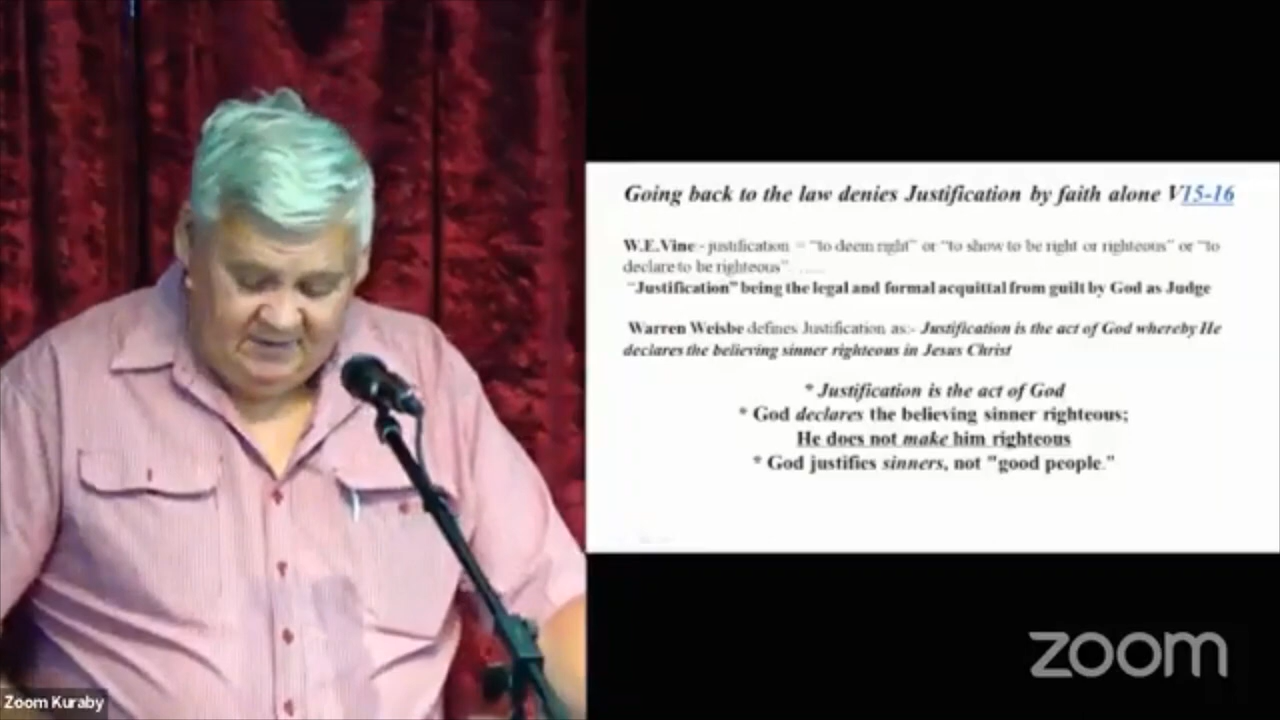 Going back to the law denies Justification by faith alone V15-16
W.E.Vine - justification = "to deem right" or "to show to be right or righteous" or "to
declare to be righteous". .....
"Justification" being the legal and formal acquittal from guilt by God as Judge
Warren Weisbe defines Justification as:- Justification is the act of God whereby He
declares the believing sinner righteous in Jesus Christ
* Justification is the act of God
* God declares the believing sinner righteous;
He does not make him righteous
* God justifies sinners, not "good people."
zoom
Zoom Kuraby